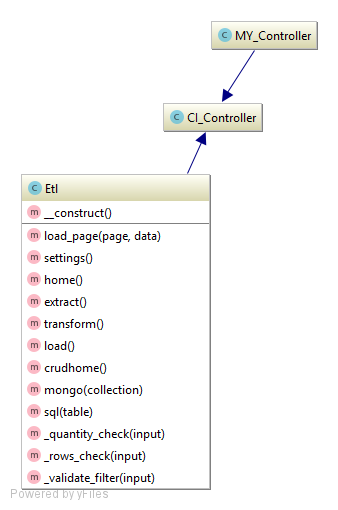 C MY_Controller
C CI_Controller
C Etl
m __construct()
m load_page(page, data)
m settings()
m home()
m extract()
m transform()
m load()
m crudhome()
m mongo(collection)
m sql(table)
m _quantity_check(input)
m _rows_check(input)
m _validate_filter(input)
Powered by yFiles